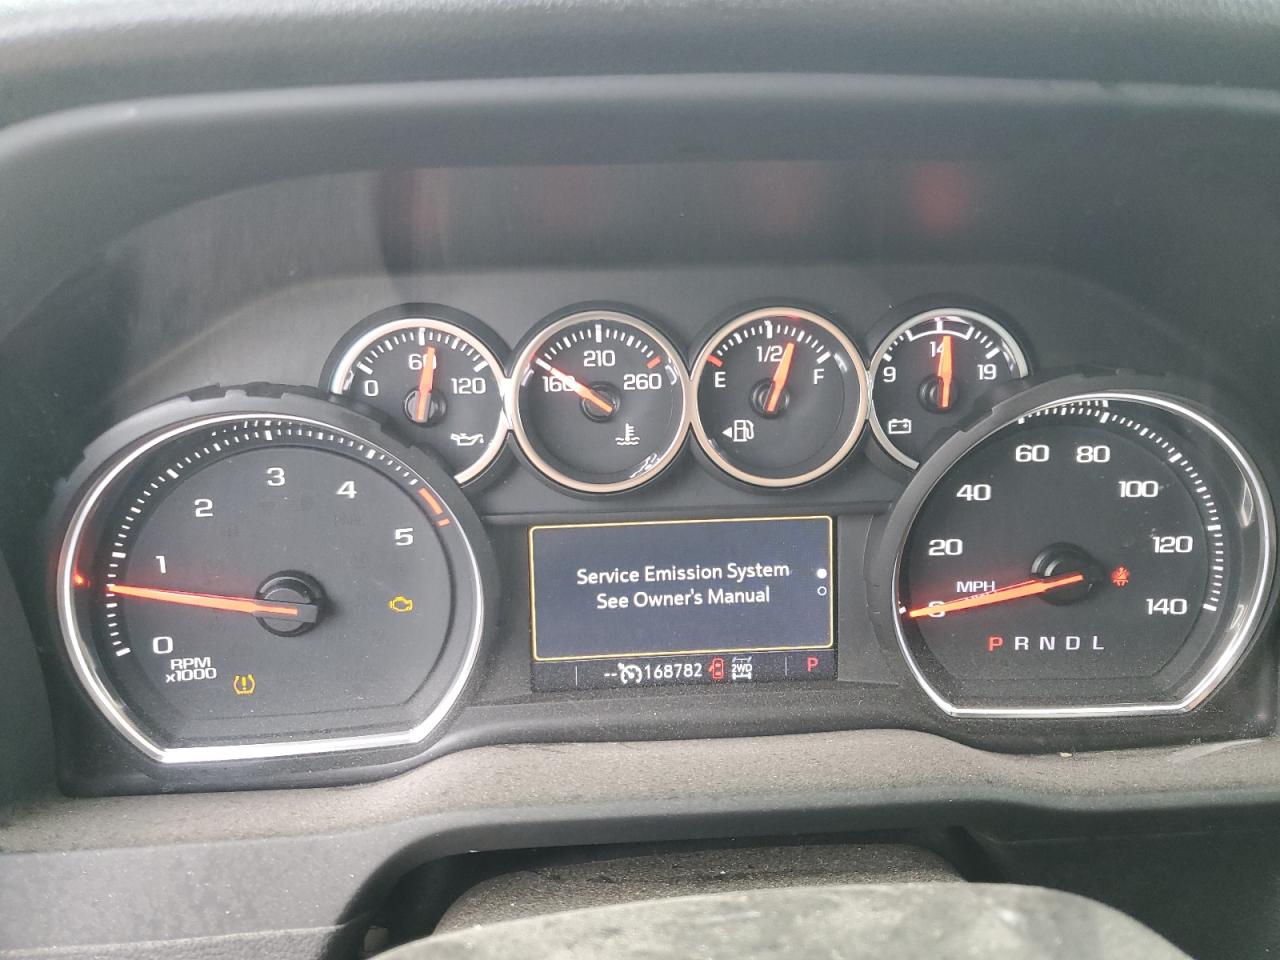 0 60 120
160 210 260
E 1/2 F
9 14 19
0 1 2 3 4 5
RPM
x1000
Service Emission System
See Owner's Manual
-- 168782 2WD P
0 20 40 60 80 100 120 140
MPH
P R N D L